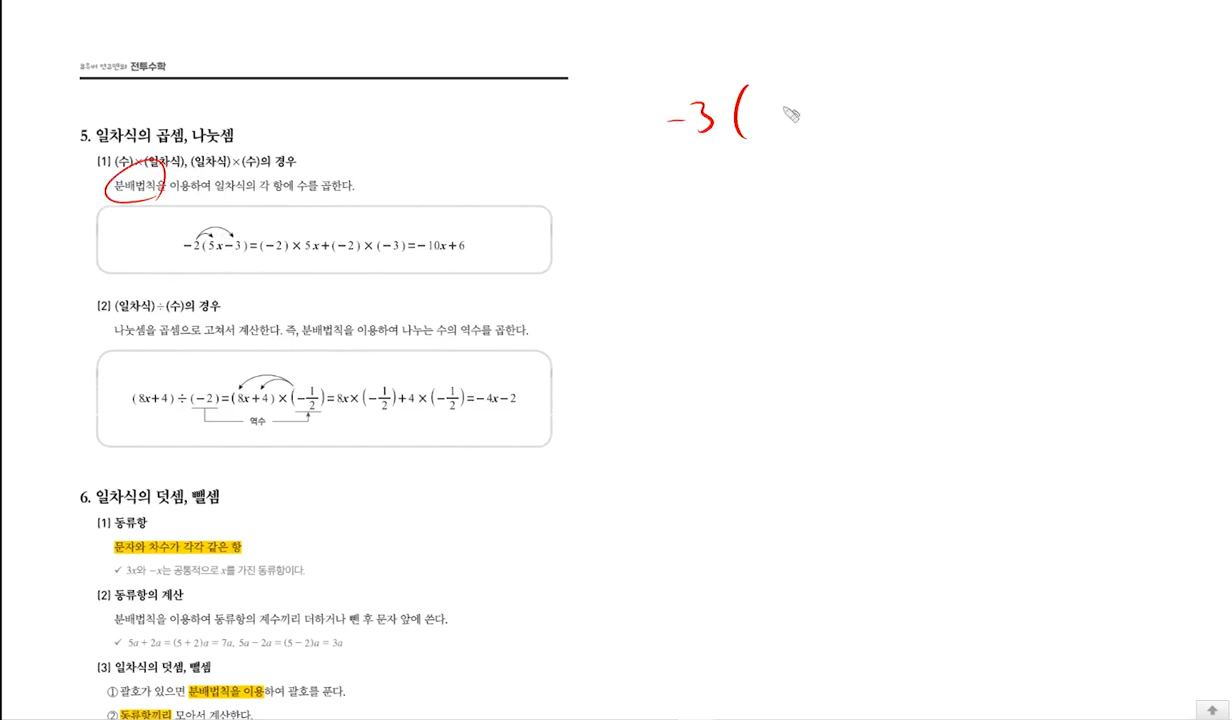 전투수학
-3 (
5. 일차식의 곱셈, 나눗셈
(1) (수)×(일차식), (일차식)×(수)의 경우
분배법칙을 이용하여 일차식의 각 항에 수를 곱한다.
-2(5x-3)=(-2)×5x+(-2)×(-3)=-10x+6
(2) (일차식)÷(수)의 경우
나눗셈을 곱셈으로 고쳐서 계산한다. 즉, 분배법칙을 이용하여 나누는 수의 역수를 곱한다.
(8x+4)÷(-2)=(8x+4)×(-1/2)=8x×(-1/2)+4×(-1/2)=-4x-2
역수
6. 일차식의 덧셈, 뺄셈
(1) 동류항
문자와 차수가 각각 같은 항
✓ 3x와 -x는 공통적으로 x를 가진 동류항이다.
(2) 동류항의 계산
분배법칙을 이용하여 동류항의 계수끼리 더하거나 뺀 후 문자 앞에 쓴다.
✓ 5a+2a=(5+2)a=7a, 5a-2a=(5-2)a=3a
(3) 일차식의 덧셈, 뺄셈
① 괄호가 있으면 분배법칙을 이용하여 괄호를 푼다.
② 동류항끼리 모아서 계산한다.